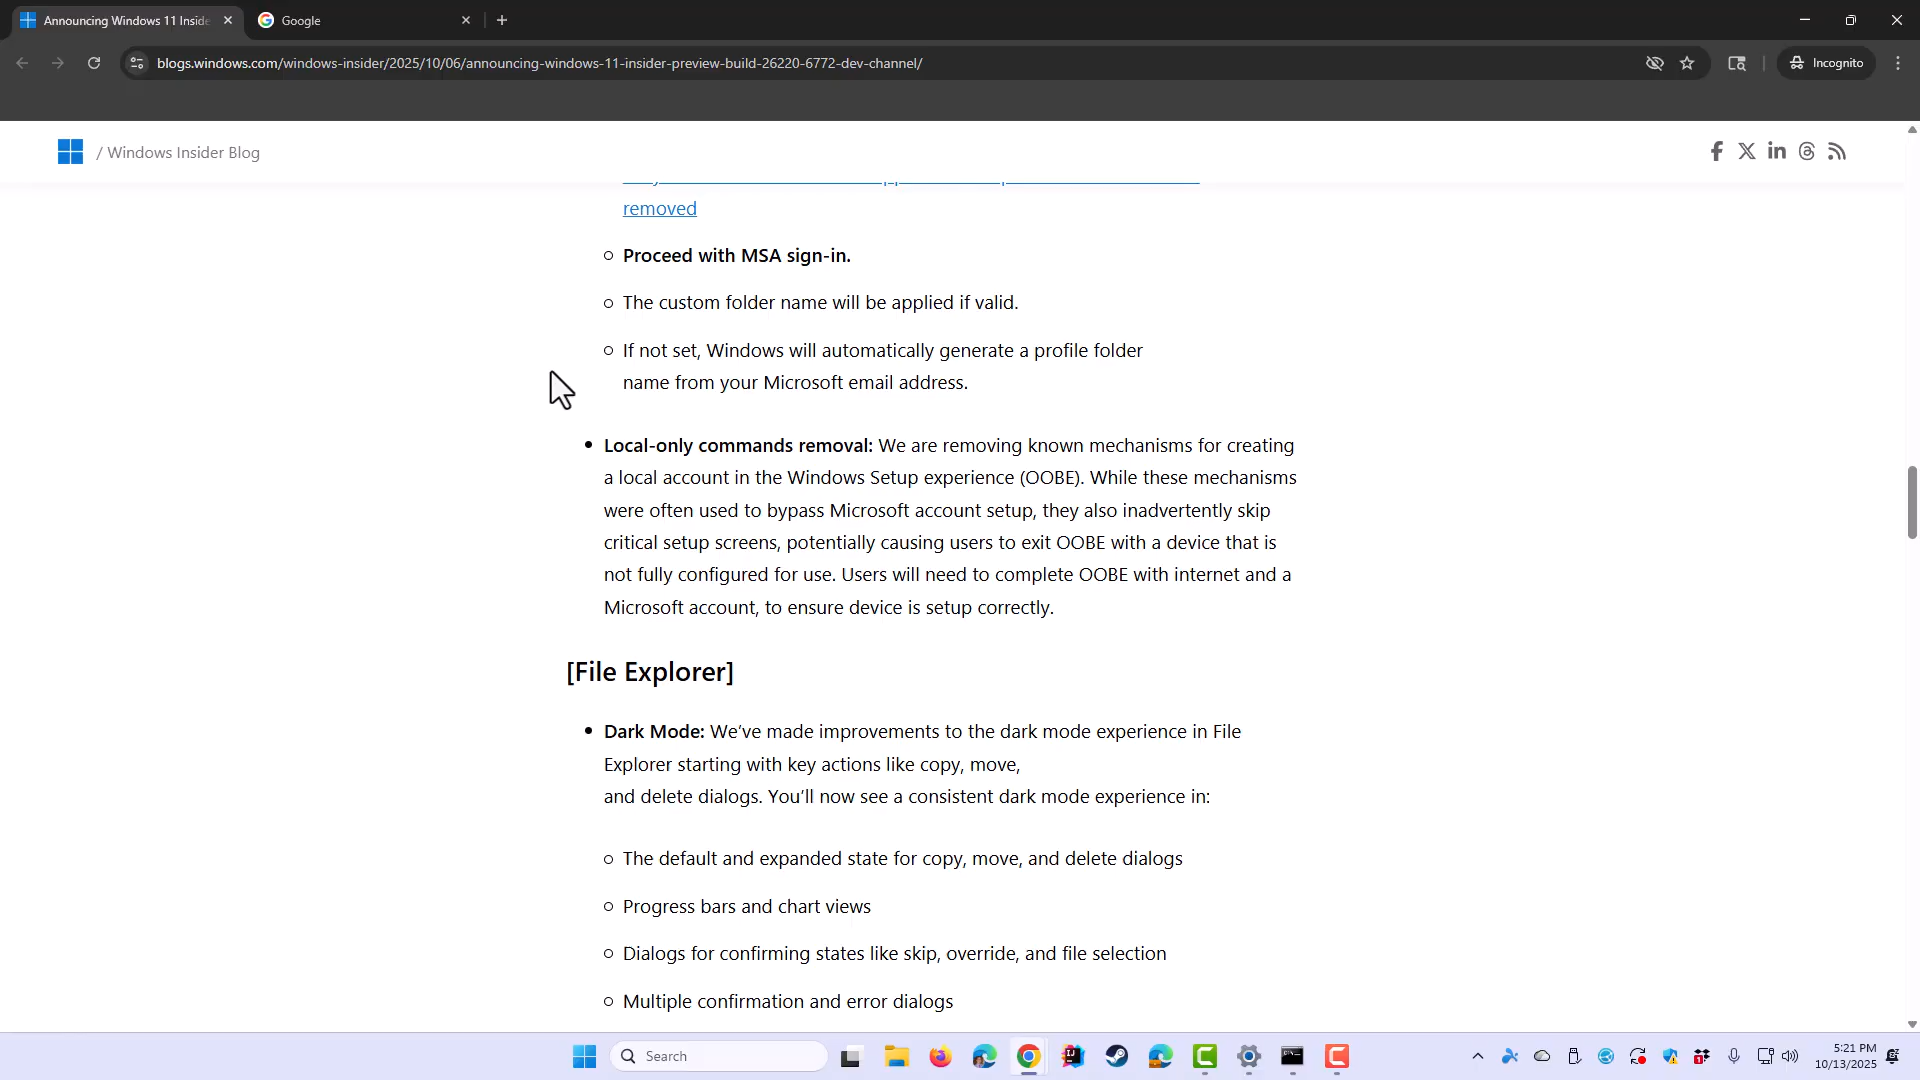 Announcing Windows 11 Inside
Google
blogs.windows.com/windows-insider/2025/10/06/announcing-windows-11-insider-preview-build-26220-6772-dev-channel/
Incognito
/ Windows Insider Blog
removed
Proceed with MSA sign-in.
The custom folder name will be applied if valid.
If not set, Windows will automatically generate a profile folder
name from your Microsoft email address.
Local-only commands removal: We are removing known mechanisms for creating
a local account in the Windows Setup experience (OOBE). While these mechanisms
were often used to bypass Microsoft account setup, they also inadvertently skip
critical setup screens, potentially causing users to exit OOBE with a device that is
not fully configured for use. Users will need to complete OOBE with internet and a
Microsoft account, to ensure device is setup correctly.
[File Explorer]
Dark Mode: We’ve made improvements to the dark mode experience in File
Explorer starting with key actions like copy, move,
and delete dialogs. You’ll now see a consistent dark mode experience in:
The default and expanded state for copy, move, and delete dialogs
Progress bars and chart views
Dialogs for confirming states like skip, override, and file selection
Multiple confirmation and error dialogs
Search
5:21 PM
10/13/2025